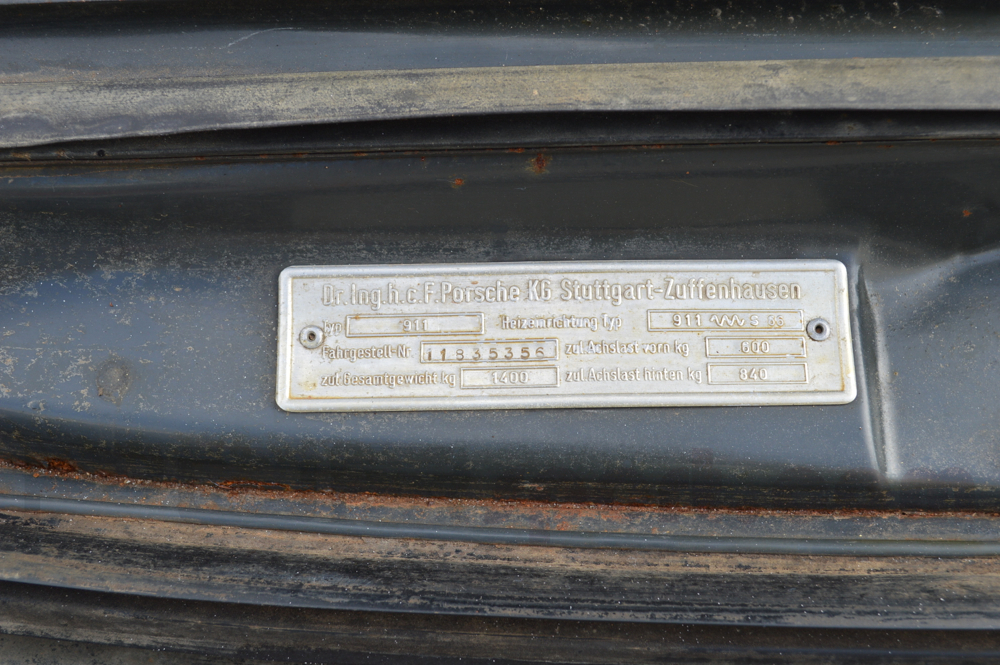 Dr. Ing.h.c.F.Porsche KG Stuttgart-Zuffenhausen
Typ 911 Heizeinrichtung Typ 911 S
Fahrgestell-Nr. 11835356 zul.Achslast vorn kg 600
zul.Gesamtgewicht kg 1400 zul.Achslast hinten kg 840